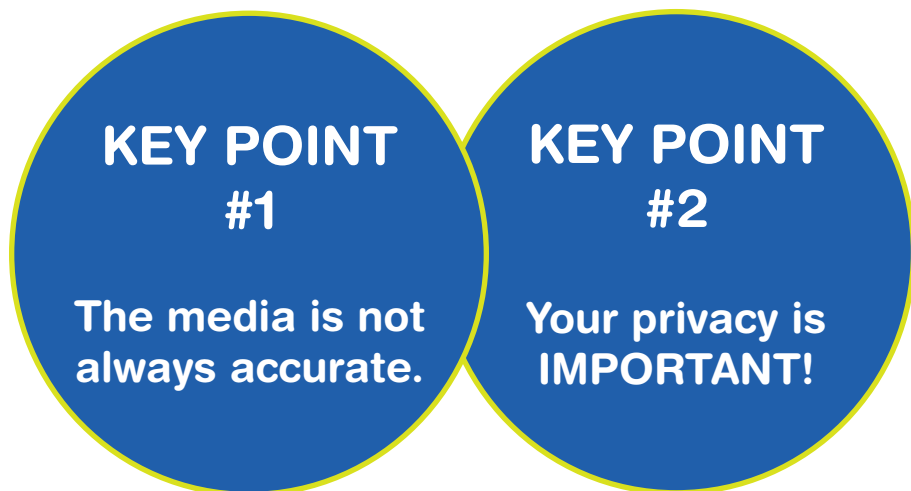 KEY POINT
#1
The media is not
always accurate.
KEY POINT
#2
Your privacy is
IMPORTANT!